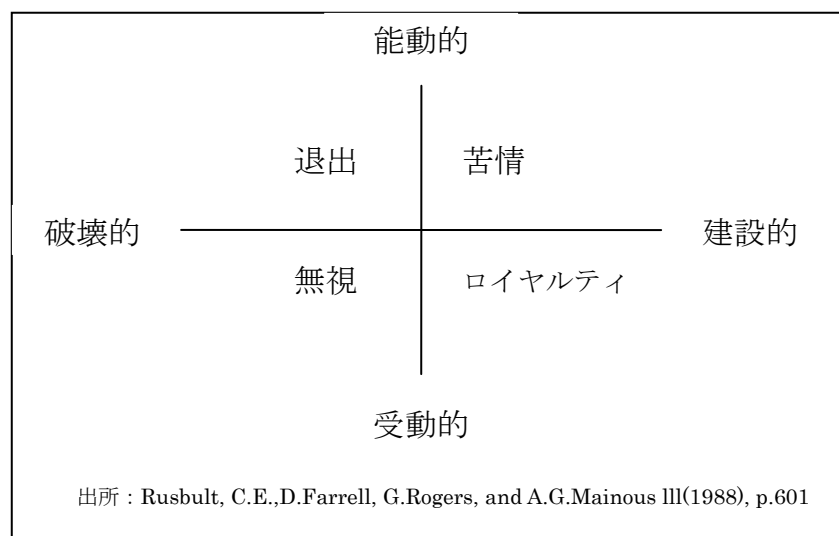 能動的
退出 苦情
破壊的 建設的
無視 ロイヤルティ
受動的
出所：Rusbult, C.E.,D.Farrell, G.Rogers, and A.G.Mainous lll(1988), p.601